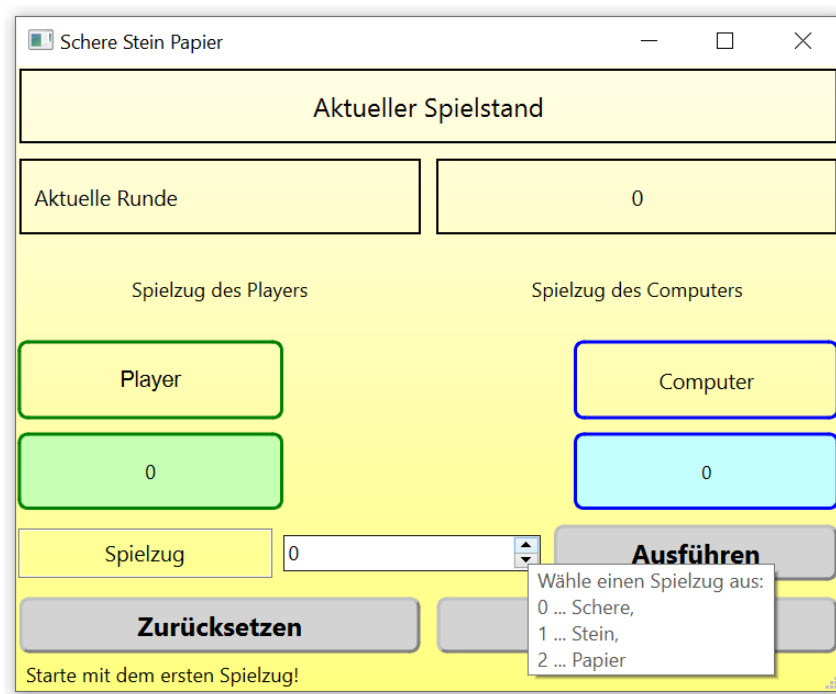 Schere Stein Papier
Aktueller Spielstand
Aktuelle Runde
0
Spielzug des Players
Spielzug des Computers
Player
Computer
0
0
Spielzug
0
Ausführen
Wähle einen Spielzug aus:
0 ... Schere,
1 ... Stein,
2 ... Papier
Zurücksetzen
Starte mit dem ersten Spielzug!